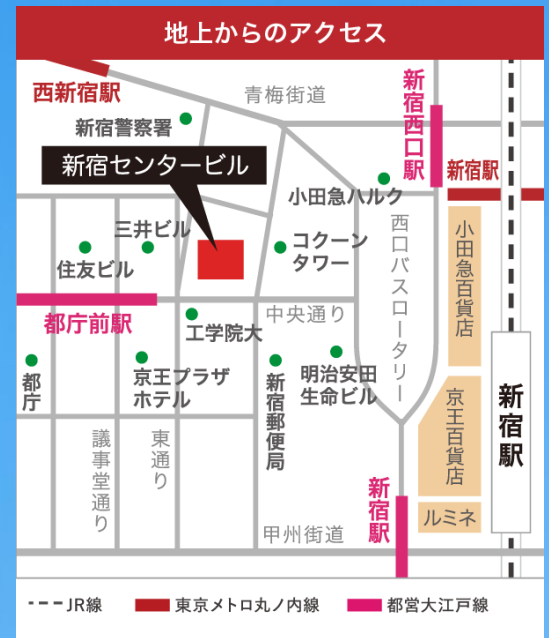 地上からのアクセス
西新宿駅
青梅街道
新宿西口駅
新宿警察署
新宿センタービル
新宿駅
小田急ハルク
三井ビル
住友ビル
コクーン
タワー
西口バスロータリー
小田急百貨店
都庁前駅
中央通り
工学院大
都庁
京王プラザ
ホテル
新宿郵便局
明治安田
生命ビル
京王百貨店
新宿駅
議事堂通り
東通り
新宿駅
ルミネ
甲州街道
JR線
東京メトロ丸ノ内線
都営大江戸線